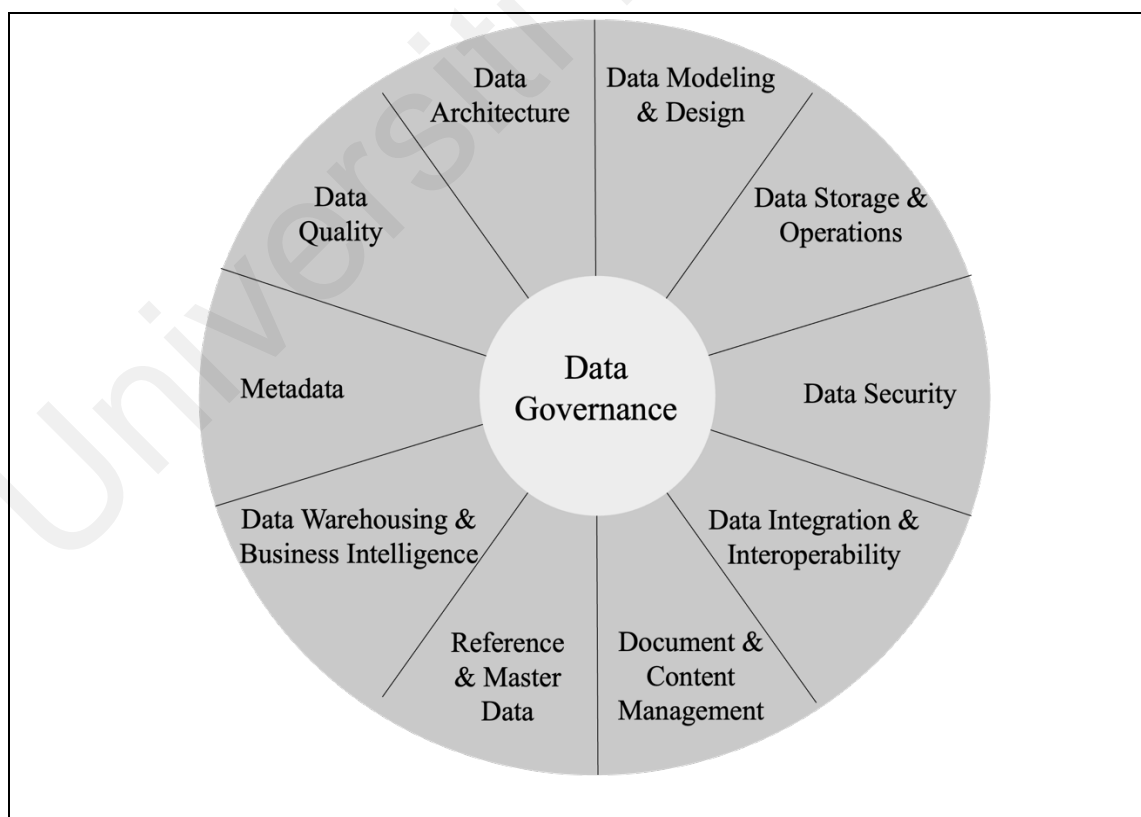 Data
Architecture
Data Modeling
& Design
Data Storage &
Operations
Data Security
Data Integration &
Interoperability
Document &
Content
Management
Reference
& Master
Data
Data Warehousing &
Business Intelligence
Metadata
Data
Quality
Data
Governance
Universiti